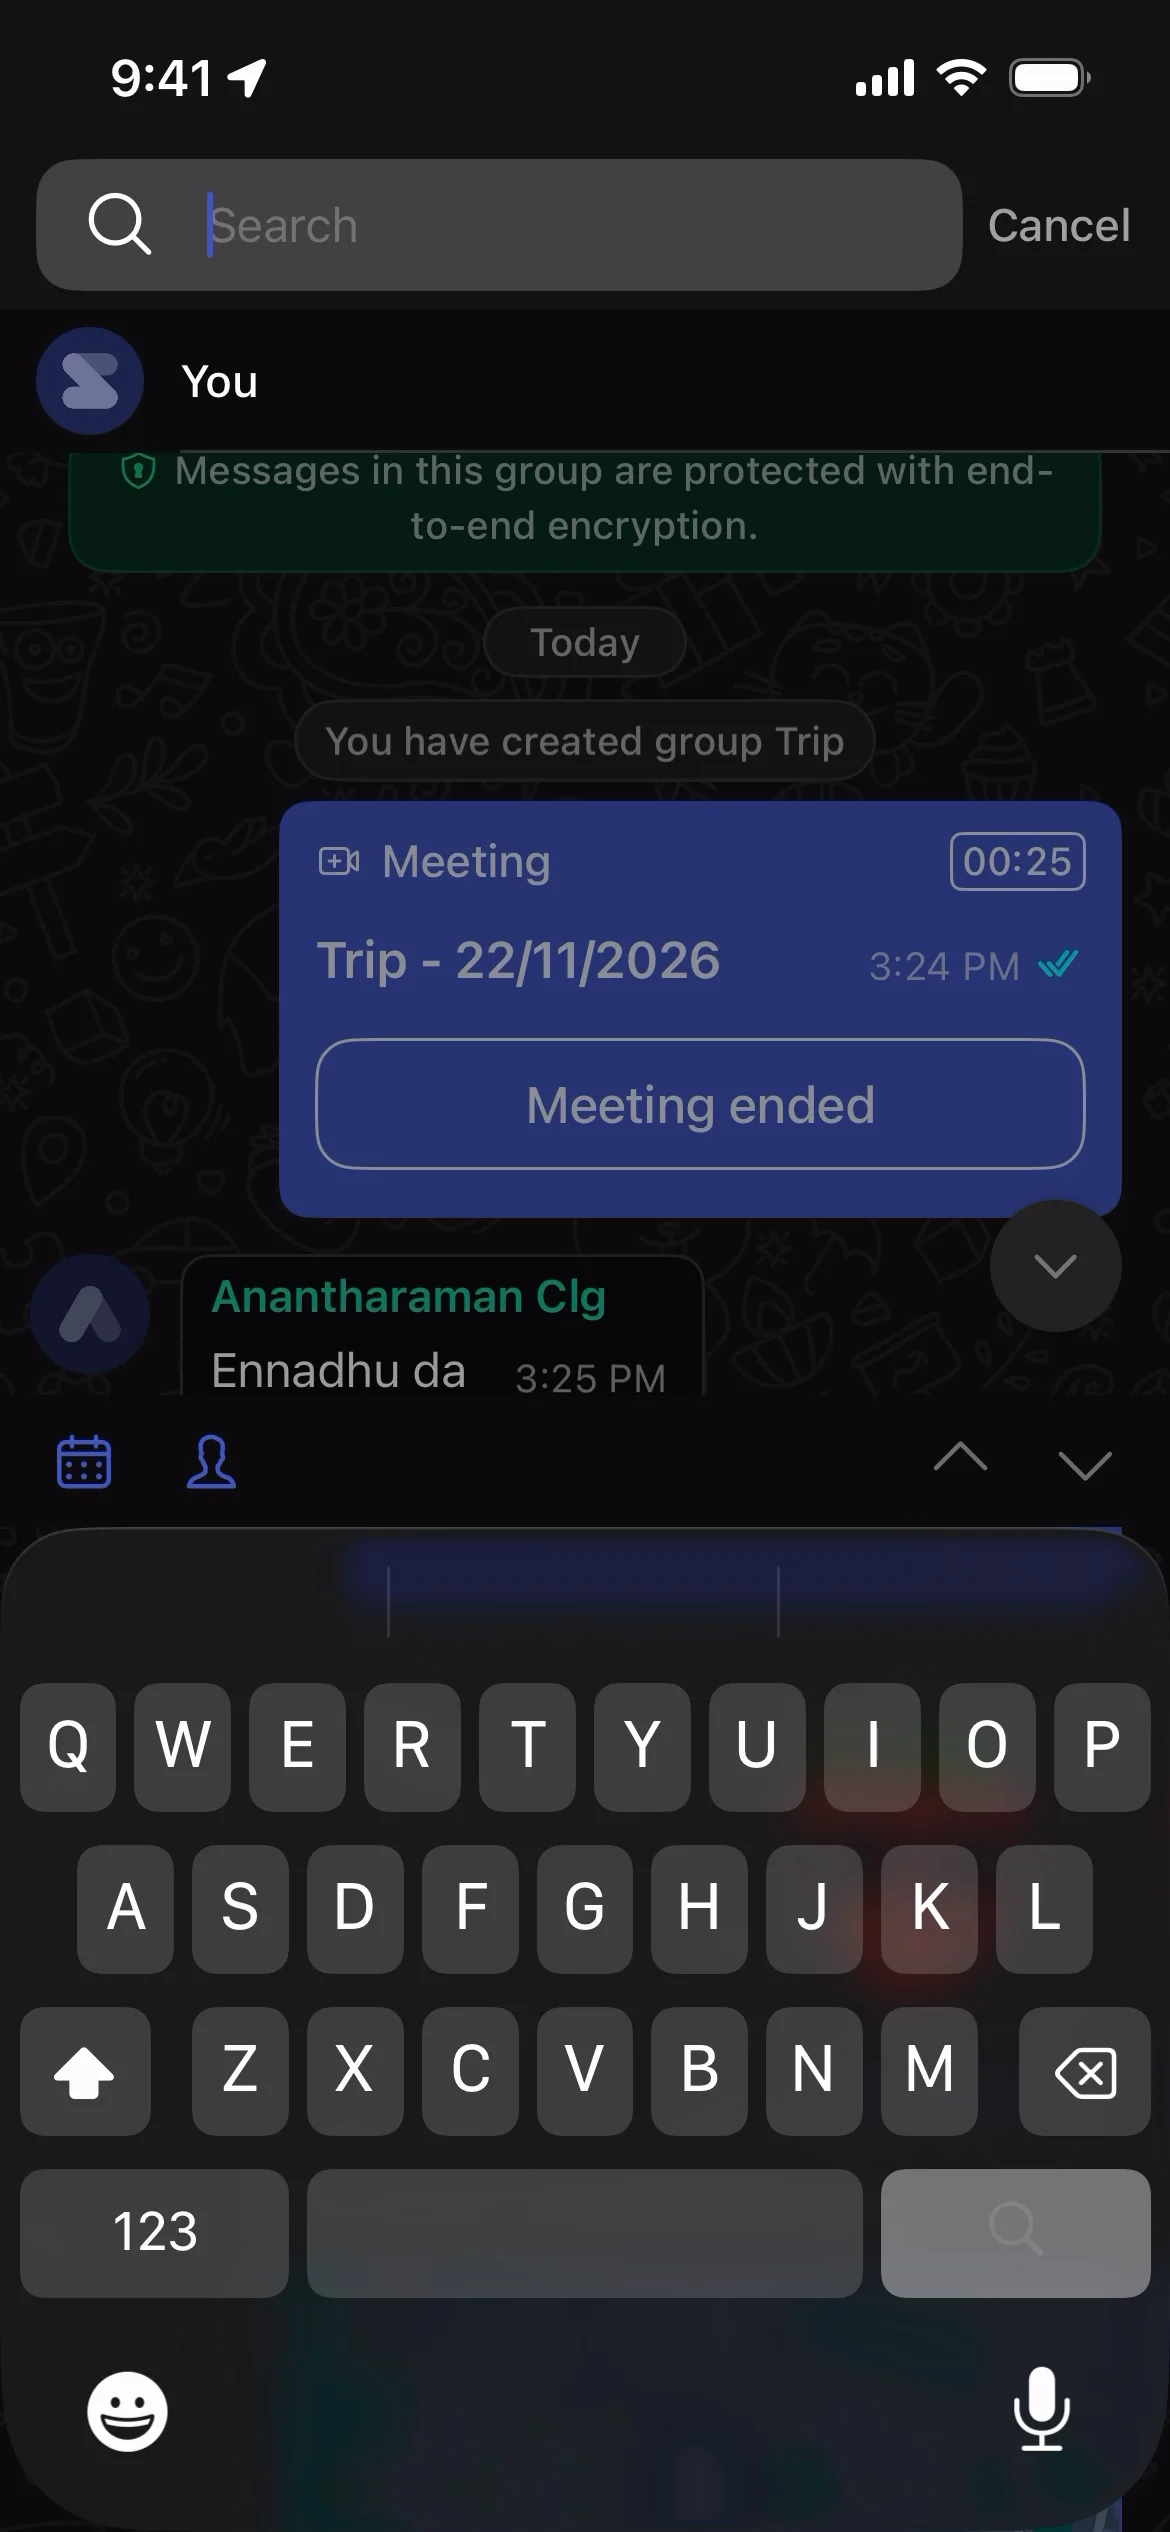 9:41
Search
Cancel
You
Messages in this group are protected with end-
to-end encryption.
Today
You have created group Trip
Meeting
00:25
Trip - 22/11/2026
3:24 PM
Meeting ended
Anantharaman Clg
Ennadhu da
3:25 PM
Q W E R T Y U I O P
A S D F G H J K L
Z X C V B N M
123